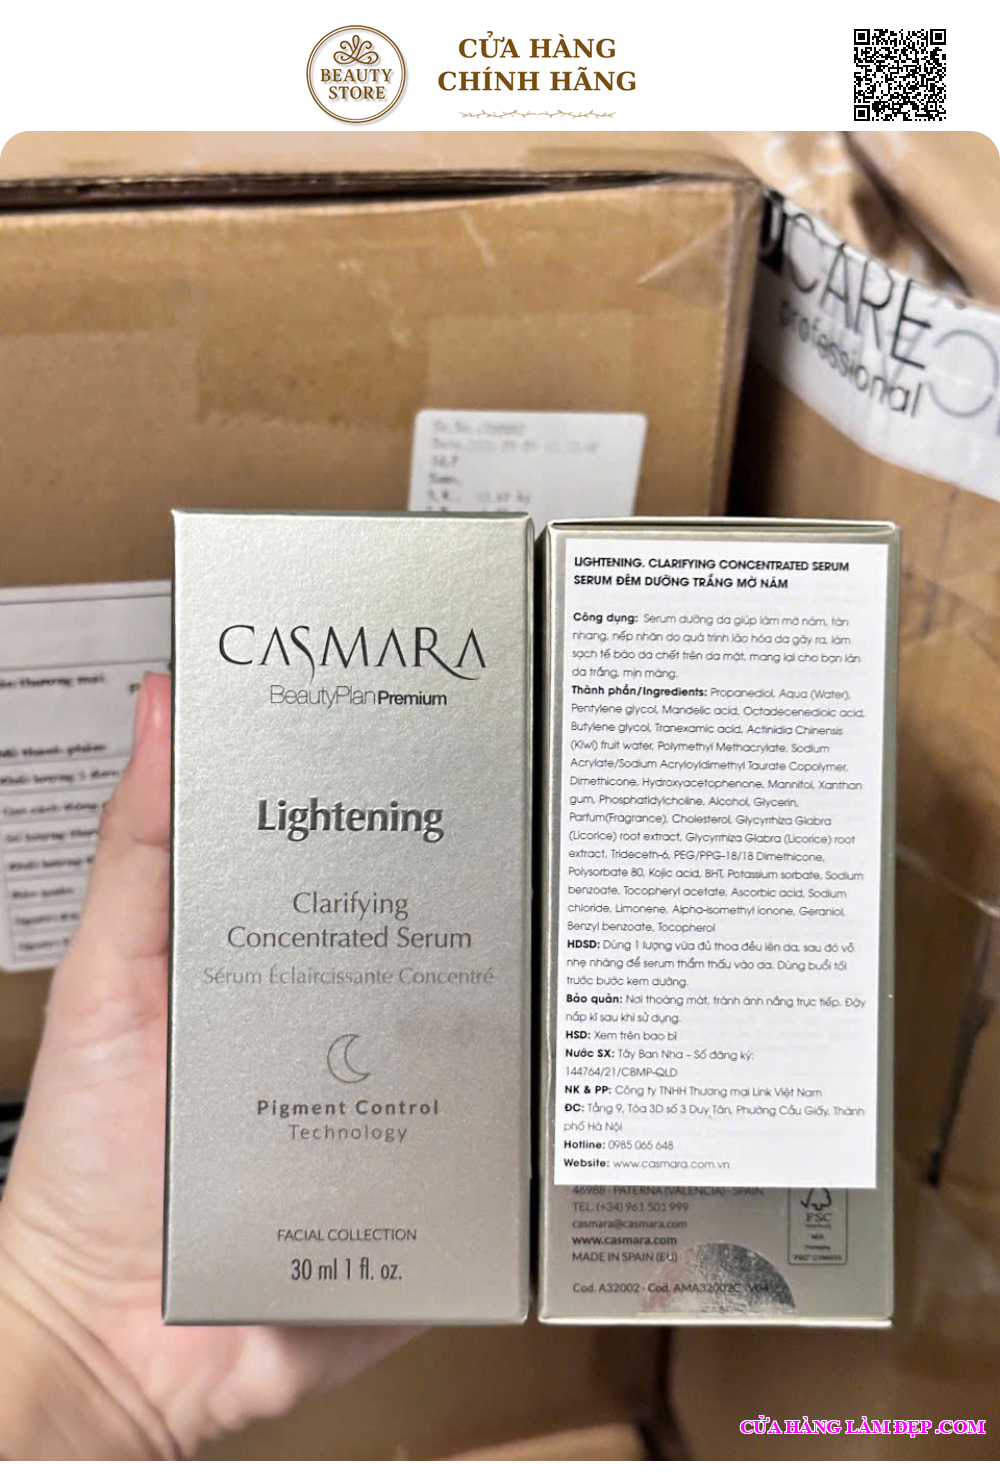 BEAUTY
STORE
CỬA HÀNG
CHÍNH HÃNG
CARE
professional
CASMARA
BeautyPlan Premium
Lightening
Clarifying
Concentrated Serum
Sérum Éclaircissante Concentré
Pigment Control
Technology
FACIAL COLLECTION
30 ml 1 fl. oz.
LIGHTENING. CLARIFYING CONCENTRATED SERUM
SERUM ĐÊM DƯỠNG TRẮNG MỜ NÁM
Công dụng: Serum dưỡng da giúp làm mờ nám, tàn
nhang, nếp nhăn do quá trình lão hóa da gây ra, làm
sạch tế bào da chết trên da mặt, mang lại cho bạn làn
da trắng, mịn màng.
Thành phần/Ingredients: Propanediol, Aqua (Water),
Pentylene glycol, Mandelic acid, Octadecenedioic acid,
Butylene glycol, Tranexamic acid, Actinidia Chinensis
(Kiwi) fruit water, Polymethyl Methacrylate, Sodium
Acrylate/Sodium Acryloyldimethyl Taurate Copolymer,
Dimethicone, Hydroxyacetophenone, Mannitol, Xanthan
gum, Phosphatidylcholine, Alcohol, Glycerin,
Parfum(Fragrance), Cholesterol, Glycyrrhiza Glabra
(Licorice) root extract, Glycyrrhiza Glabra (Licorice) root
extract, Trideceth-6, PEG/PPG-18/18 Dimethicone,
Polysorbate 80, Kojic acid, BHT, Potassium sorbate, Sodium
benzoate, Tocopheryl acetate, Ascorbic acid, Sodium
chloride, Limonene, Alpha-isomethyl ionone, Geraniol,
Benzyl benzoate, Tocopherol
HDSD: Dùng 1 lượng vừa đủ thoa đều lên da, sau đó vỗ
nhẹ nhàng để serum thẩm thấu vào da. Dùng buổi tối
trước bước kem dưỡng.
Bảo quản: Nơi thoáng mát, tránh ánh nắng trực tiếp. Đậy
nắp kĩ sau khi sử dụng.
HSD: Xem trên bao bì
Nước SX: Tây Ban Nha - Số đăng ký:
144764/21/CBMP-QLD
NK & PP: Công ty TNHH Thương mại Link Việt Nam
ĐC: Tầng 9, Tòa 3D số 3 Duy Tân, Phường Cầu Giấy, Thành
phố Hà Nội
Hotline: 0985 065 648
Website: www.casmara.com.vn
46988 - PATERNA (VALENCIA) - SPAIN
TEL. (+34) 961 501 999
casmara@casmara.com
www.casmara.com
MADE IN SPAIN (EU)
Cod. A32002 - Cod. AMA32002C
FSC
CỬA HÀNG LÀM ĐẸP .COM